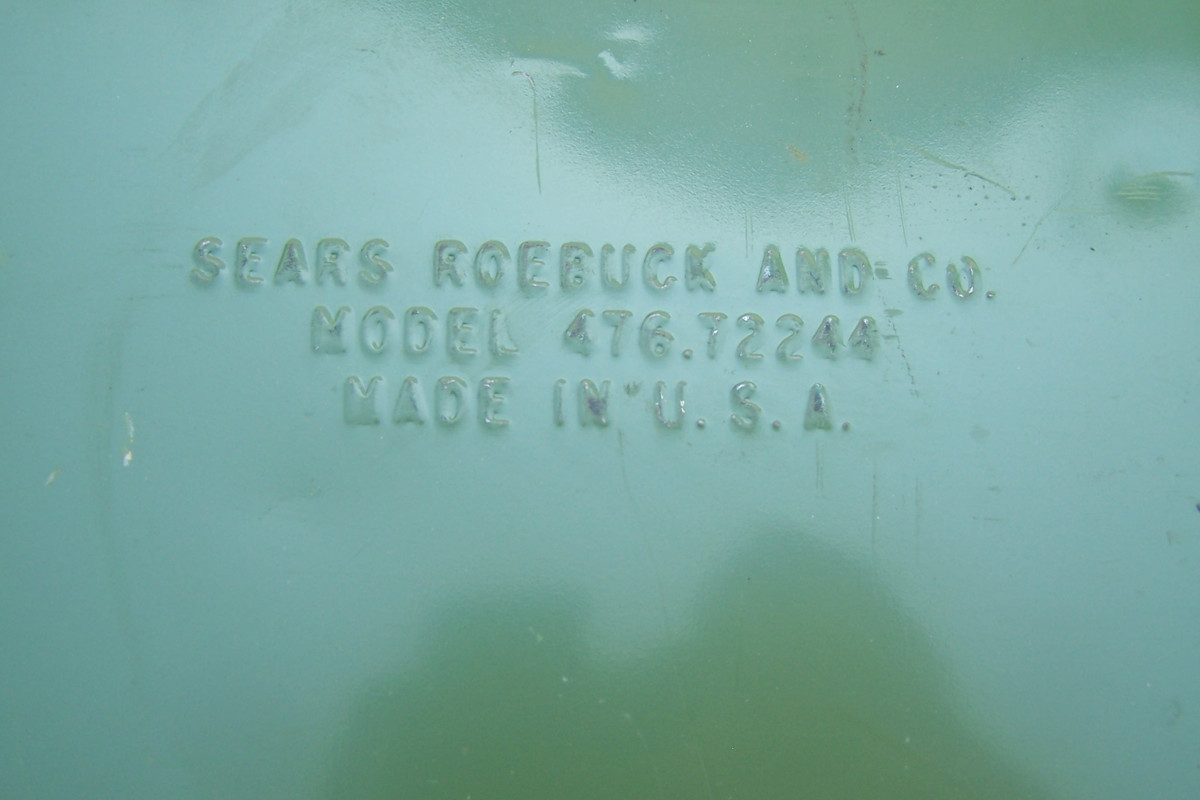 SEARS ROEBUCK AND CO.
MODEL 476.72244
MADE IN U.S.A.